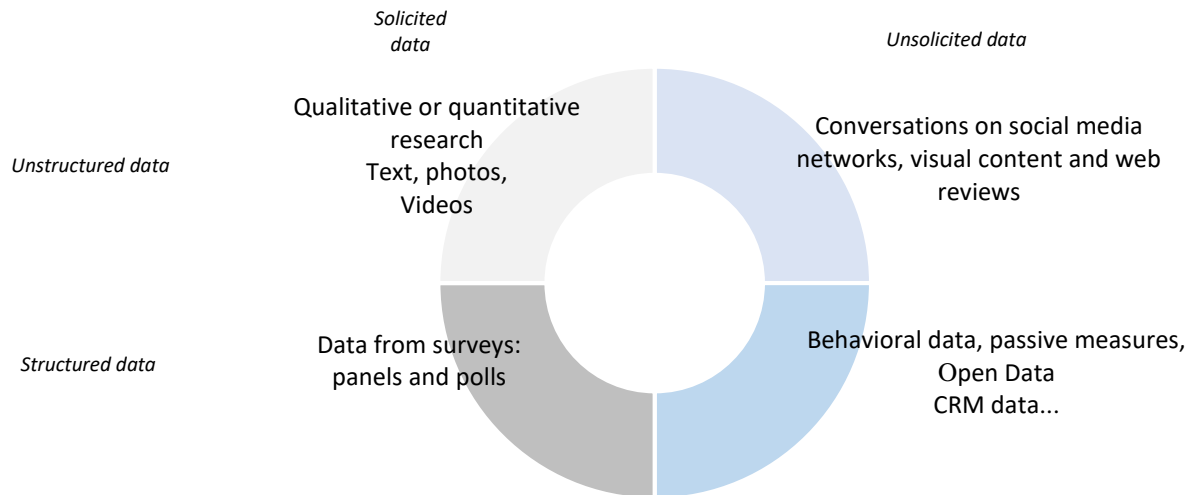 Solicited
data
Unsolicited data
Unstructured data
Qualitative or quantitative
research
Text, photos,
Videos
Conversations on social media
networks, visual content and web
reviews
Structured data
Data from surveys:
panels and polls
Behavioral data, passive measures,
Open Data
CRM data...